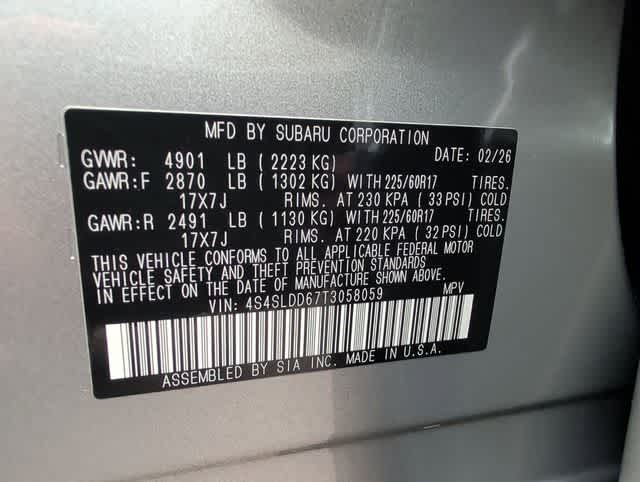 MFD BY SUBARU CORPORATION
GVWR: 4901 LB (2223 KG) DATE: 02/26
GAWR:F 2870 LB (1302 KG) WITH 225/60R17 TIRES.
17X7J RIMS. AT 230 KPA (33 PSI) COLD
GAWR:R 2491 LB (1130 KG) WITH 225/60R17 TIRES.
17X7J RIMS. AT 220 KPA (32 PSI) COLD
THIS VEHICLE CONFORMS TO ALL APPLICABLE FEDERAL MOTOR
VEHICLE SAFETY AND THEFT PREVENTION STANDARDS
IN EFFECT ON THE DATE OF MANUFACTURE SHOWN ABOVE.
VIN: 4S4SLDD67T3058059 MPV
ASSEMBLED BY SIA INC. MADE IN U.S.A.